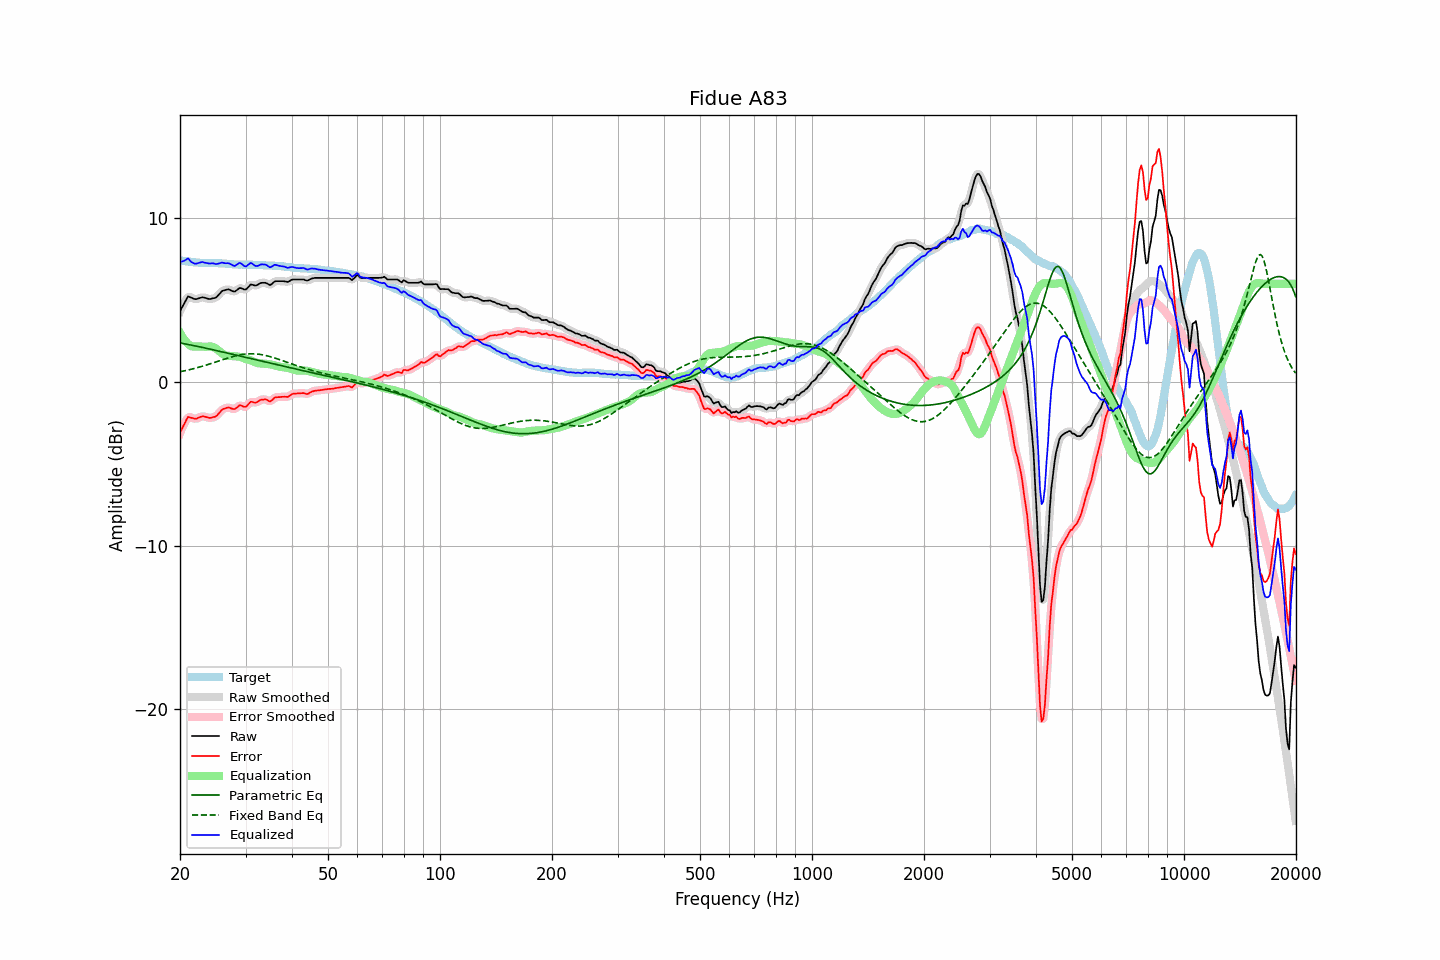 Fidue A83
Amplitude (dBr)
10
0
−10
−20
Target
Raw Smoothed
Error Smoothed
Raw
Error
Equalization
Parametric Eq
Fixed Band Eq
Equalized
20 50 100 200 500 1000 2000 5000 10000 20000
Frequency (Hz)